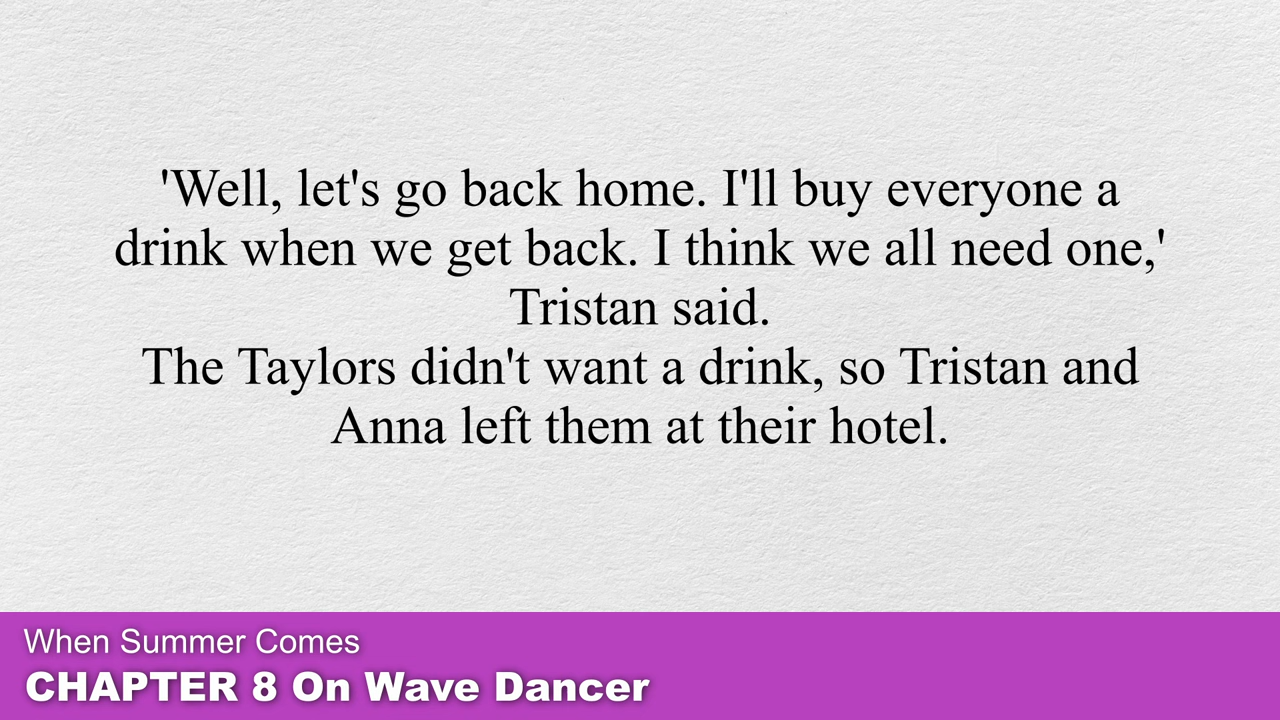 'Well, let's go back home. I'll buy everyone a
drink when we get back. I think we all need one,'
Tristan said.
The Taylors didn't want a drink, so Tristan and
Anna left them at their hotel.
When Summer Comes
CHAPTER 8 On Wave Dancer